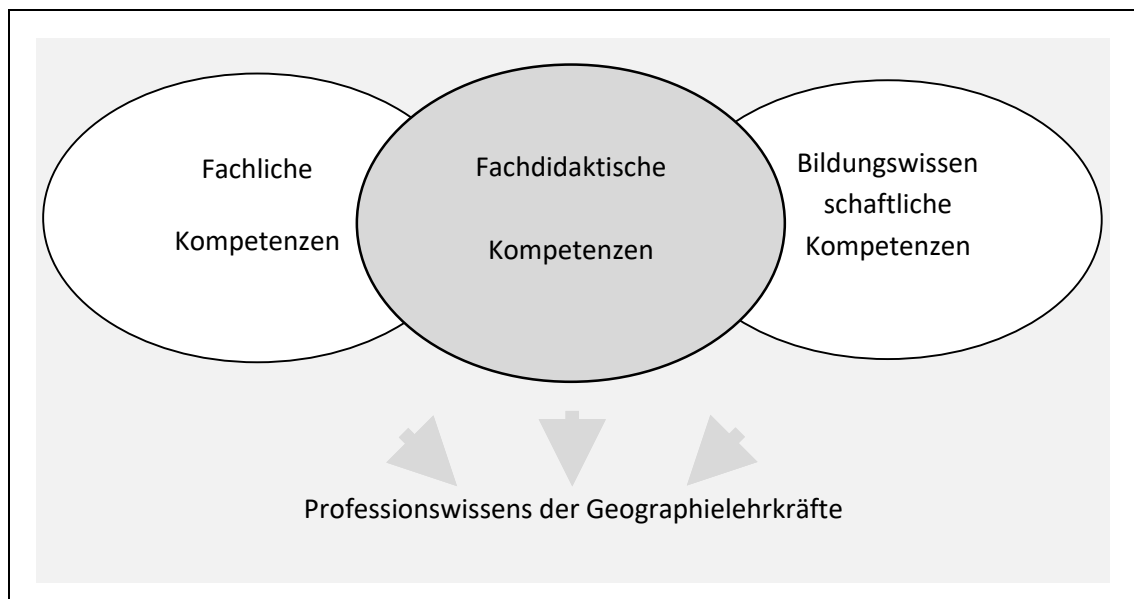 Fachliche
Kompetenzen
Fachdidaktische
Kompetenzen
Bildungswissen
schaftliche
Kompetenzen
Professionswissens der Geographielehrkräfte